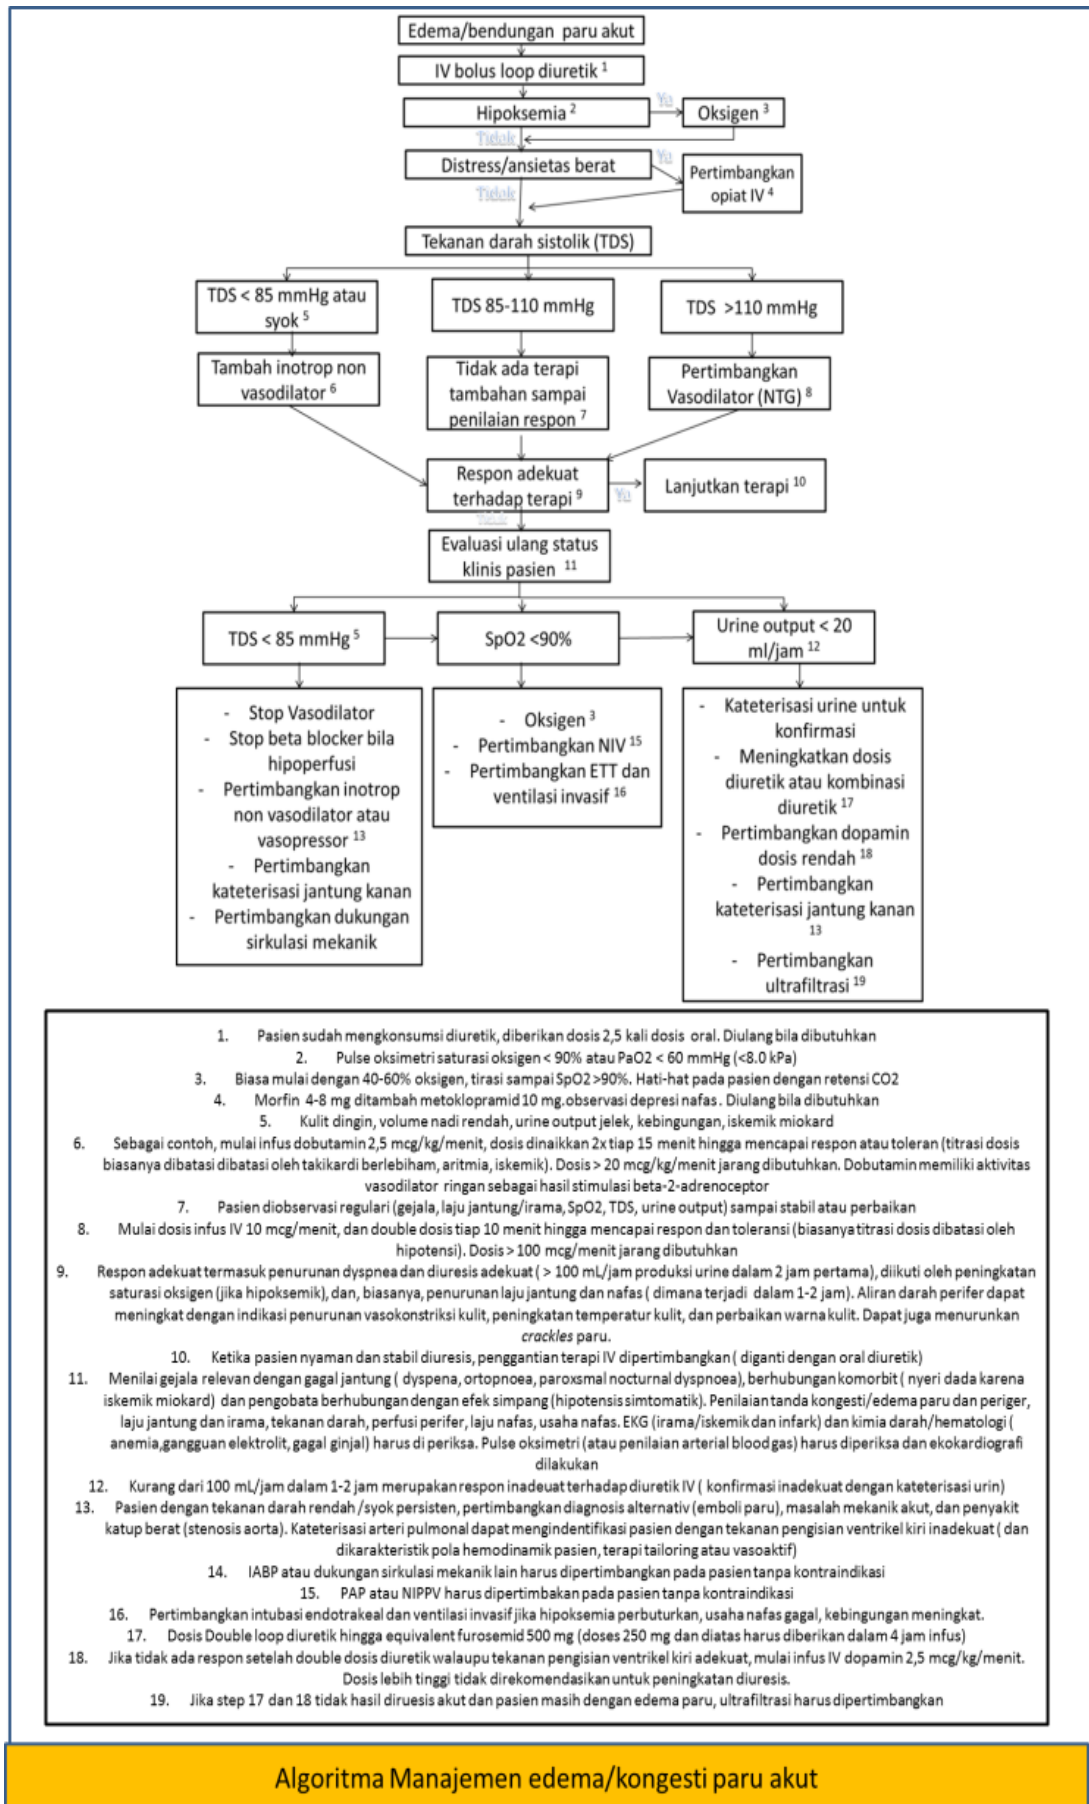 Edema/bendungan paru akut
IV bolus loop diuretik 1
Hipoksemia 2
Ya
Oksigen 3
Tidak
Distress/ansietas berat
Ya
Pertimbangkan
opiat IV 4
Tidak
Tekanan darah sistolik (TDS)
TDS < 85 mmHg atau
syok 5
TDS 85-110 mmHg
TDS >110 mmHg
Tambah inotrop non
vasodilator 6
Tidak ada terapi
tambahan sampai
penilaian respon 7
Pertimbangkan
Vasodilator (NTG) 8
Respon adekuat
terhadap terapi 9
Ya
Lanjutkan terapi 10
Tidak
Evaluasi ulang status
klinis pasien 11
TDS < 85 mmHg 5
SpO2 <90%
Urine output < 20
ml/jam 12
- Stop Vasodilator
- Stop beta blocker bila
hipoperfusi
- Pertimbangkan inotrop
non vasodilator atau
vasopressor 13
- Pertimbangkan
kateterisasi jantung kanan
- Pertimbangkan dukungan
sirkulasi mekanik
- Oksigen 3
- Pertimbangkan NIV 15
- Pertimbangkan ETT dan
ventilasi invasif 16
- Kateterisasi urine untuk
konfirmasi
- Meningkatkan dosis
diuretik atau kombinasi
diuretik 17
- Pertimbangkan dopamin
dosis rendah 18
- Pertimbangkan
kateterisasi jantung kanan
13
- Pertimbangkan
ultrafiltrasi 19
1. Pasien sudah mengkonsumsi diuretik, diberikan dosis 2,5 kali dosis oral. Diulang bila dibutuhkan
2. Pulse oksimetri saturasi oksigen < 90% atau PaO2 < 60 mmHg (<8.0 kPa)
3. Biasa mulai dengan 40-60% oksigen, tirasi sampai SpO2 >90%. Hati-hat pada pasien dengan retensi CO2
4. Morfin 4-8 mg ditambah metoklopramid 10 mg.observasi depresi nafas. Diulang bila dibutuhkan
5. Kulit dingin, volume nadi rendah, urine output jelek, kebingungan, iskemik miokard
6. Sebagai contoh, mulai infus dobutamin 2,5 mcg/kg/menit, dosis dinaikkan 2x tiap 15 menit hingga mencapai respon atau toleran (titrasi dosis
biasanya dibatasi dibatasi oleh takikardi berlebiham, aritmia, iskemik). Dosis > 20 mcg/kg/menit jarang dibutuhkan. Dobutamin memiliki aktivitas
vasodilator ringan sebagai hasil stimulasi beta-2-adrenoceptor
7. Pasien diobservasi regulari (gejala, laju jantung/irama, SpO2, TDS, urine output) sampai stabil atau perbaikan
8. Mulai dosis infus IV 10 mcg/menit, dan double dosis tiap 10 menit hingga mencapai respon dan toleransi (biasanya titrasi dosis dibatasi oleh
hipotensi). Dosis > 100 mcg/menit jarang dibutuhkan
9. Respon adekuat termasuk penurunan dyspnea dan diuresis adekuat ( > 100 mL/jam produksi urine dalam 2 jam pertama), diikuti oleh peningkatan
saturasi oksigen (jika hipoksemik), dan, biasanya, penurunan laju jantung dan nafas ( dimana terjadi dalam 1-2 jam). Aliran darah perifer dapat
meningkat dengan indikasi penurunan vasokonstriksi kulit, peningkatan temperatur kulit, dan perbaikan warna kulit. Dapat juga menurunkan
crackles paru.
10. Ketika pasien nyaman dan stabil diuresis, penggantian terapi IV dipertimbangkan ( diganti dengan oral diuretik)
11. Menilai gejala relevan dengan gagal jantung ( dyspena, ortopnoea, paroxsmal nocturnal dyspnoea), berhubungan komorbit ( nyeri dada karena
iskemik miokard) dan pengobata berhubungan dengan efek simpang (hipotensis simtomatik). Penilaian tanda kongesti/edema paru dan periger,
laju jantung dan irama, tekanan darah, perfusi perifer, laju nafas, usaha nafas. EKG (irama/iskemik dan infark) dan kimia darah/hematologi (
anemia,gangguan elektrolit, gagal ginjal) harus di periksa. Pulse oksimetri (atau penilaian arterial blood gas) harus diperiksa dan ekokardiografi
dilakukan
12. Kurang dari 100 mL/jam dalam 1-2 jam merupakan respon inadeuat terhadap diuretik IV ( konfirmasi inadekuat dengan kateterisasi urin)
13. Pasien dengan tekanan darah rendah /syok persisten, pertimbangkan diagnosis alternativ (emboli paru), masalah mekanik akut, dan penyakit
katup berat (stenosis aorta). Kateterisasi arteri pulmonal dapat mengindentifikasi pasien dengan tekanan pengisian ventrikel kiri inadekuat ( dan
dikarakteristik pola hemodinamik pasien, terapi tailoring atau vasoaktif)
14. IABP atau dukungan sirkulasi mekanik lain harus dipertimbangkan pada pasien tanpa kontraindikasi
15. PAP atau NIPPV harus dipertimbakan pada pasien tanpa kontraindikasi
16. Pertimbangkan intubasi endotrakeal dan ventilasi invasif jika hipoksemia perbuturkan, usaha nafas gagal, kebingungan meningkat.
17. Dosis Double loop diuretik hingga equivalent furosemid 500 mg (doses 250 mg dan diatas harus diberikan dalam 4 jam infus)
18. Jika tidak ada respon setelah double dosis diuretik walaupu tekanan pengisian ventrikel kiri adekuat, mulai infus IV dopamin 2,5 mcg/kg/menit.
Dosis lebih tinggi tidak direkomendasikan untuk peningkatan diuresis.
19. Jika step 17 dan 18 tidak hasil diruesis akut dan pasien masih dengan edema paru, ultrafiltrasi harus dipertimbangkan
Algoritma Manajemen edema/kongesti paru akut